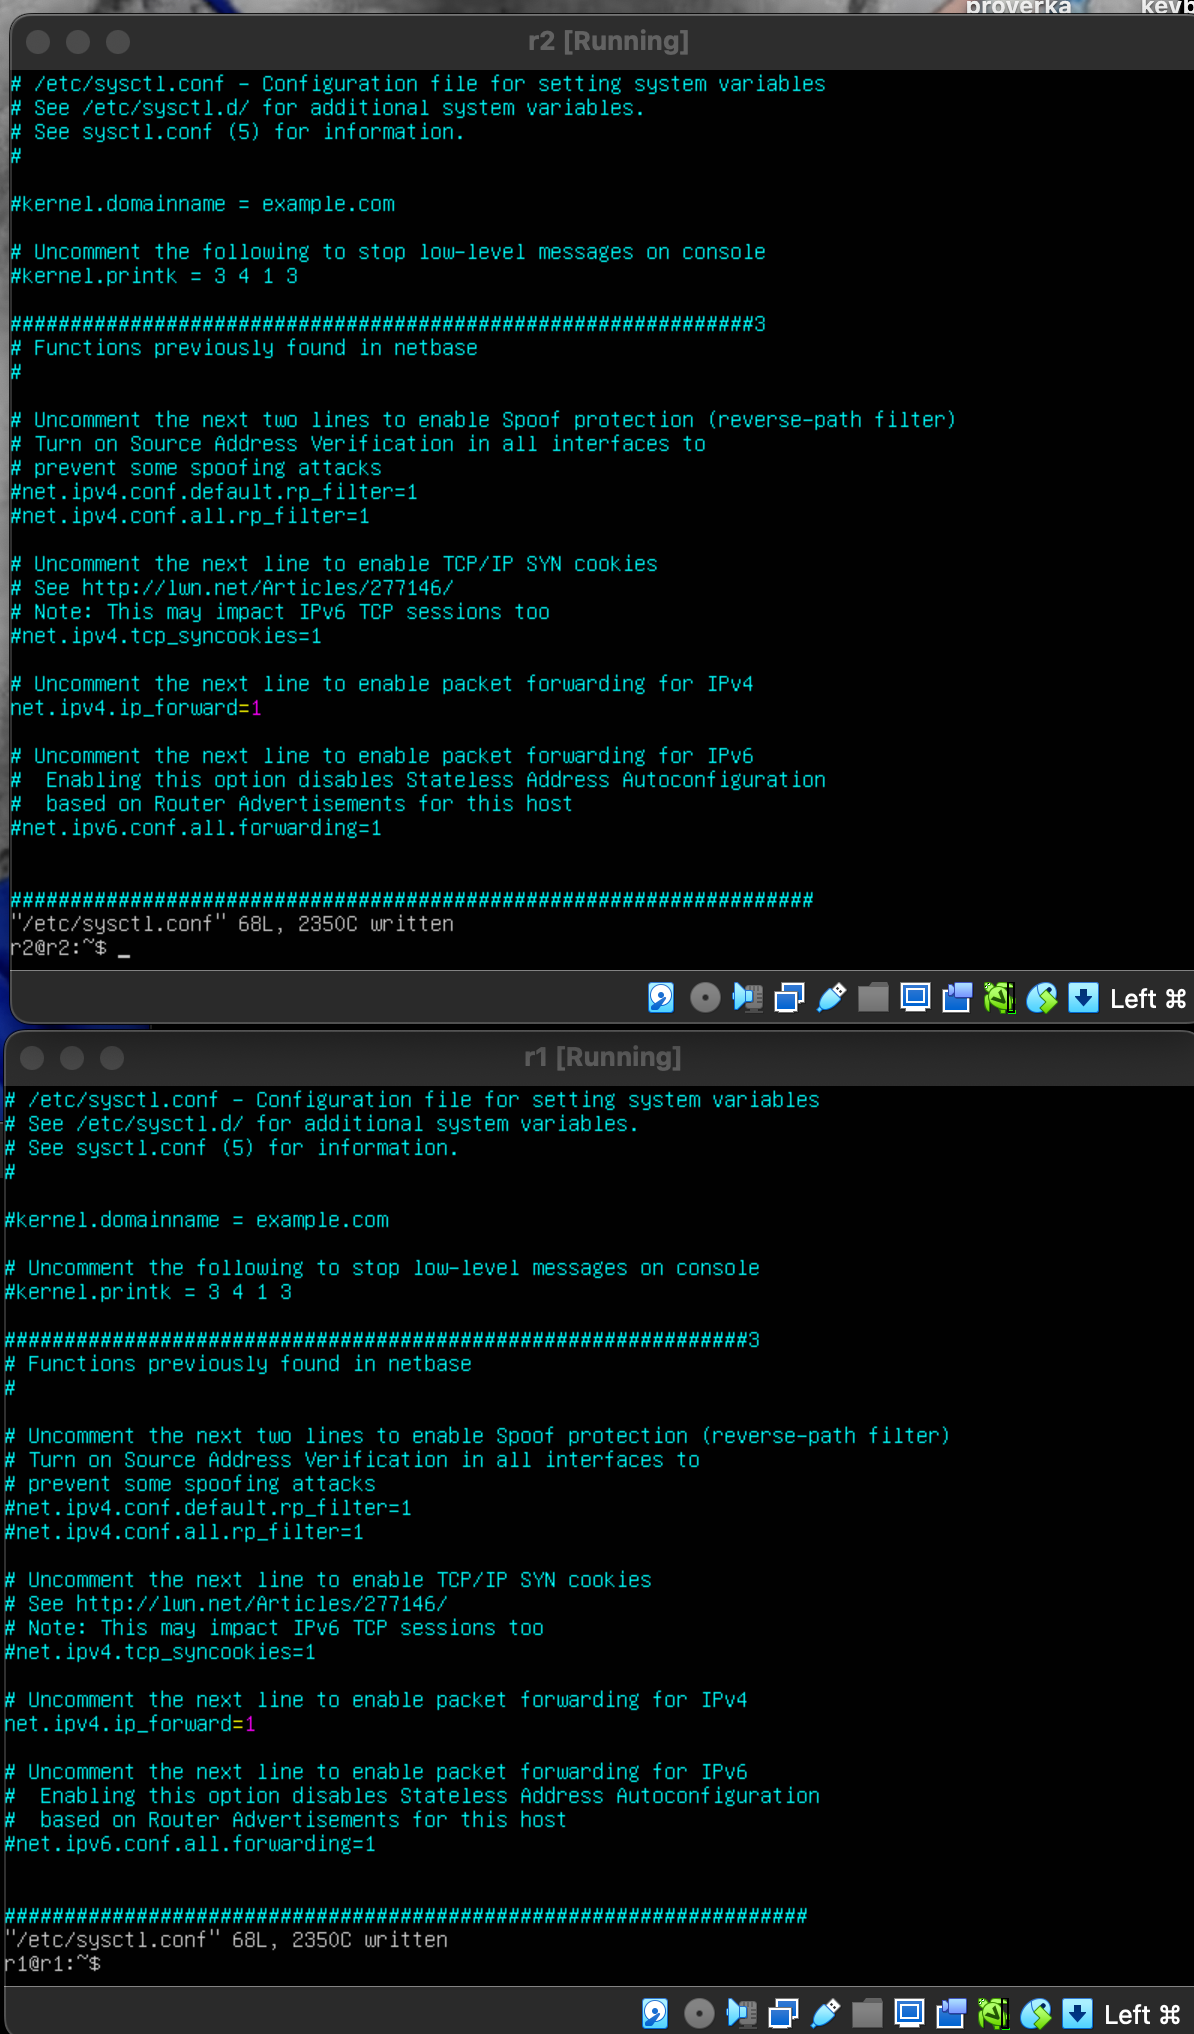 proverka
r2 [Running]
# /etc/sysctl.conf - Configuration file for setting system variables
# See /etc/sysctl.d/ for additional system variables.
# See sysctl.conf (5) for information.
#
#kernel.domainname = example.com
# Uncomment the following to stop low-level messages on console
#kernel.printk = 3 4 1 3
##############################################################3
# Functions previously found in netbase
#
# Uncomment the next two lines to enable Spoof protection (reverse-path filter)
# Turn on Source Address Verification in all interfaces to
# prevent some spoofing attacks
#net.ipv4.conf.default.rp_filter=1
#net.ipv4.conf.all.rp_filter=1
# Uncomment the next line to enable TCP/IP SYN cookies
# See http://lwn.net/Articles/277146/
# Note: This may impact IPv6 TCP sessions too
#net.ipv4.tcp_syncookies=1
# Uncomment the next line to enable packet forwarding for IPv4
net.ipv4.ip_forward=1
# Uncomment the next line to enable packet forwarding for IPv6
#  Enabling this option disables Stateless Address Autoconfiguration
#  based on Router Advertisements for this host
#net.ipv6.conf.all.forwarding=1
###################################################################
"/etc/sysctl.conf" 68L, 2350C written
r2@r2:~$ _
Left ⌘
r1 [Running]
# /etc/sysctl.conf - Configuration file for setting system variables
# See /etc/sysctl.d/ for additional system variables.
# See sysctl.conf (5) for information.
#
#kernel.domainname = example.com
# Uncomment the following to stop low-level messages on console
#kernel.printk = 3 4 1 3
##############################################################3
# Functions previously found in netbase
#
# Uncomment the next two lines to enable Spoof protection (reverse-path filter)
# Turn on Source Address Verification in all interfaces to
# prevent some spoofing attacks
#net.ipv4.conf.default.rp_filter=1
#net.ipv4.conf.all.rp_filter=1
# Uncomment the next line to enable TCP/IP SYN cookies
# See http://lwn.net/Articles/277146/
# Note: This may impact IPv6 TCP sessions too
#net.ipv4.tcp_syncookies=1
# Uncomment the next line to enable packet forwarding for IPv4
net.ipv4.ip_forward=1
# Uncomment the next line to enable packet forwarding for IPv6
#  Enabling this option disables Stateless Address Autoconfiguration
#  based on Router Advertisements for this host
#net.ipv6.conf.all.forwarding=1
###################################################################
"/etc/sysctl.conf" 68L, 2350C written
r1@r1:~$
Left ⌘